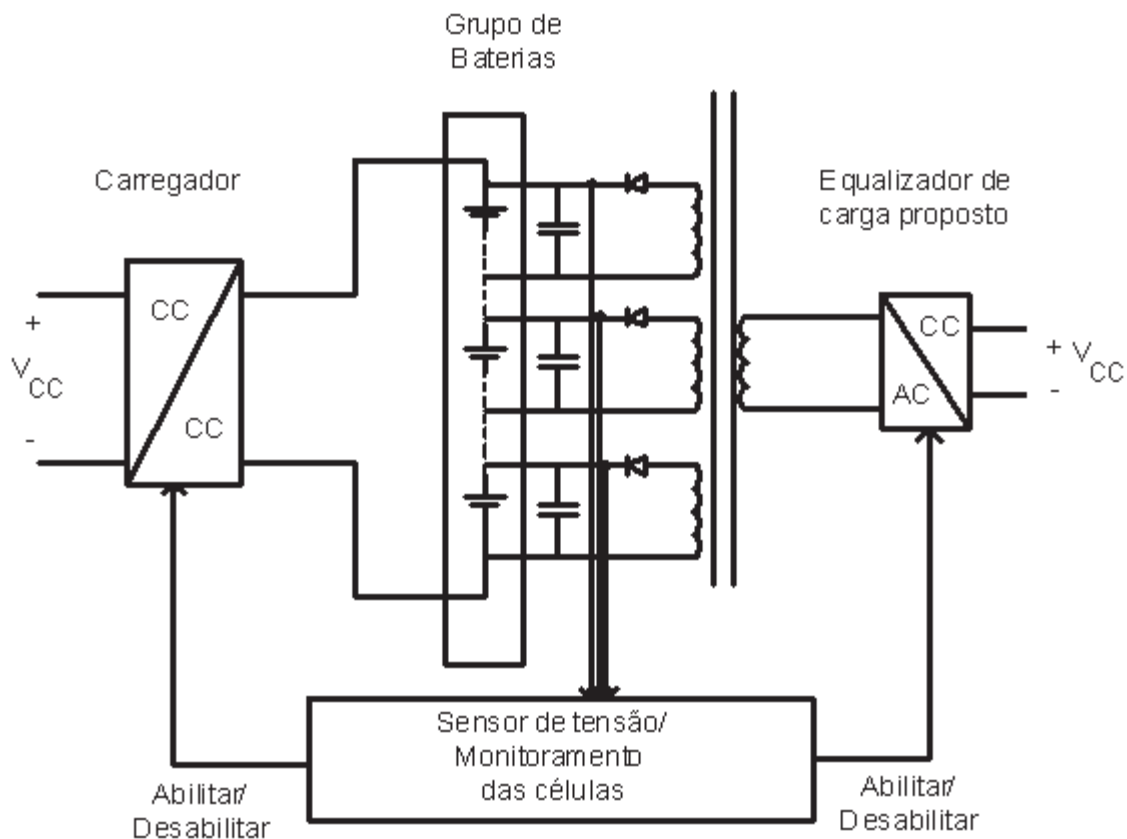 Grupo de
Baterias
Carregador
Equalizador de
carga proposto
CC
CC
+
V
CC
-
CC
AC
+
V
CC
-
Sensor de tensão/
Monitoramento
das células
Abilitar/
Desabilitar
Abilitar/
Desabilitar